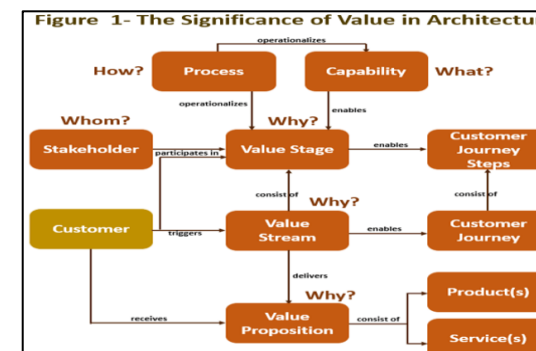 Figure 1- The Significance of Value in Architectu
operationalizes
How?
Process
Capability
What?
operationalizes
enables
Whom?
Why?
Stakeholder
participates in
Value Stage
enables
Customer
Journey
Steps
consist of
consist of
Why?
Customer
triggers
Value
Stream
enables
Customer
Journey
delivers
Why?
Product(s)
receives
Value
Proposition
consist of
Service(s)